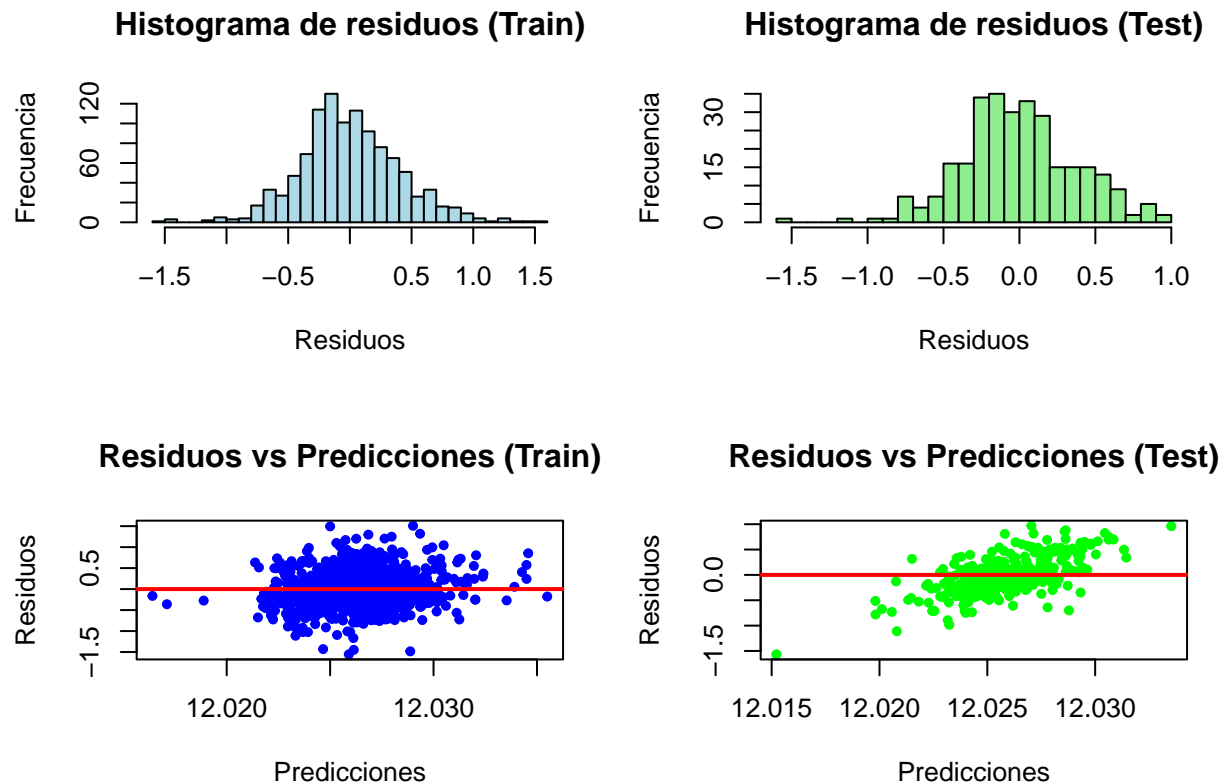 Histograma de residuos (Train)
Frecuencia
0 60 120
−1.5 −0.5 0.5 1.0 1.5
Residuos
Histograma de residuos (Test)
Frecuencia
0 15 30
−1.5 −1.0 −0.5 0.0 0.5 1.0
Residuos
Residuos vs Predicciones (Train)
Residuos
−1.5 0.5
12.020 12.030
Predicciones
Residuos vs Predicciones (Test)
Residuos
−1.5 0.0
12.015 12.020 12.025 12.030
Predicciones